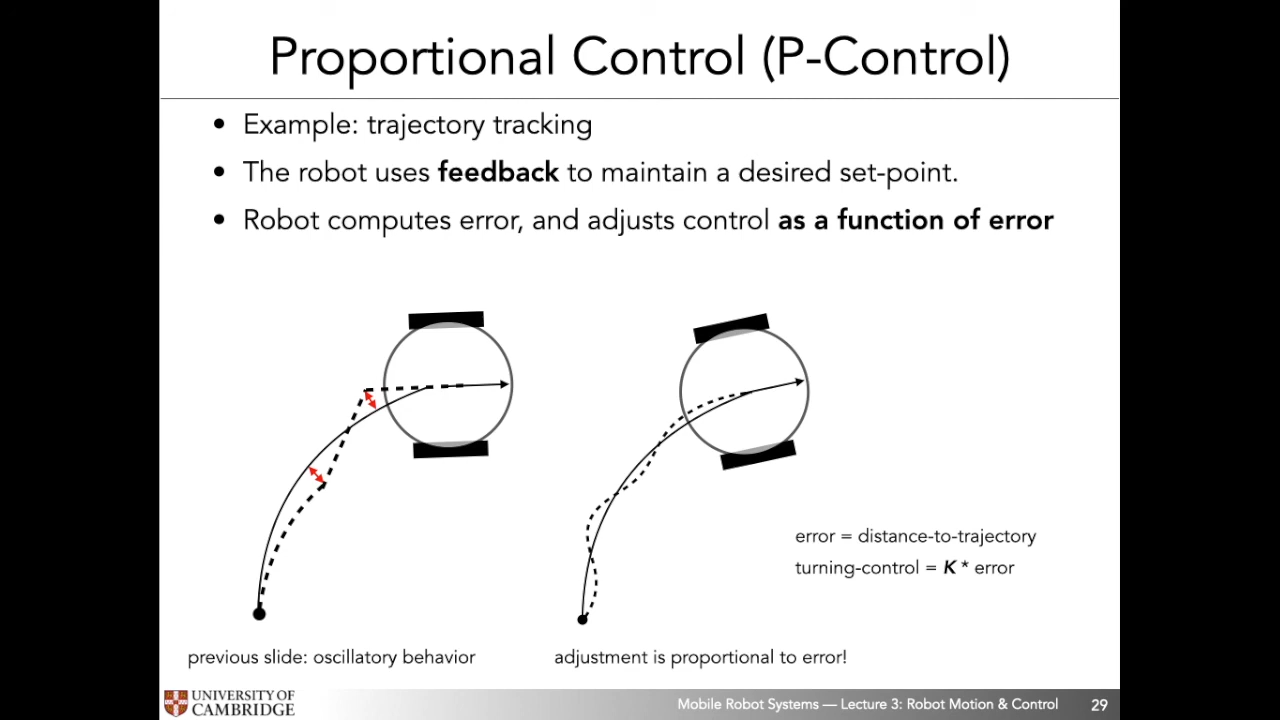 Proportional Control (P-Control)
• Example: trajectory tracking
• The robot uses feedback to maintain a desired set-point.
• Robot computes error, and adjusts control as a function of error
error = distance-to-trajectory
turning-control = K * error
previous slide: oscillatory behavior
adjustment is proportional to error!
UNIVERSITY OF
CAMBRIDGE
Mobile Robot Systems — Lecture 3: Robot Motion & Control
29